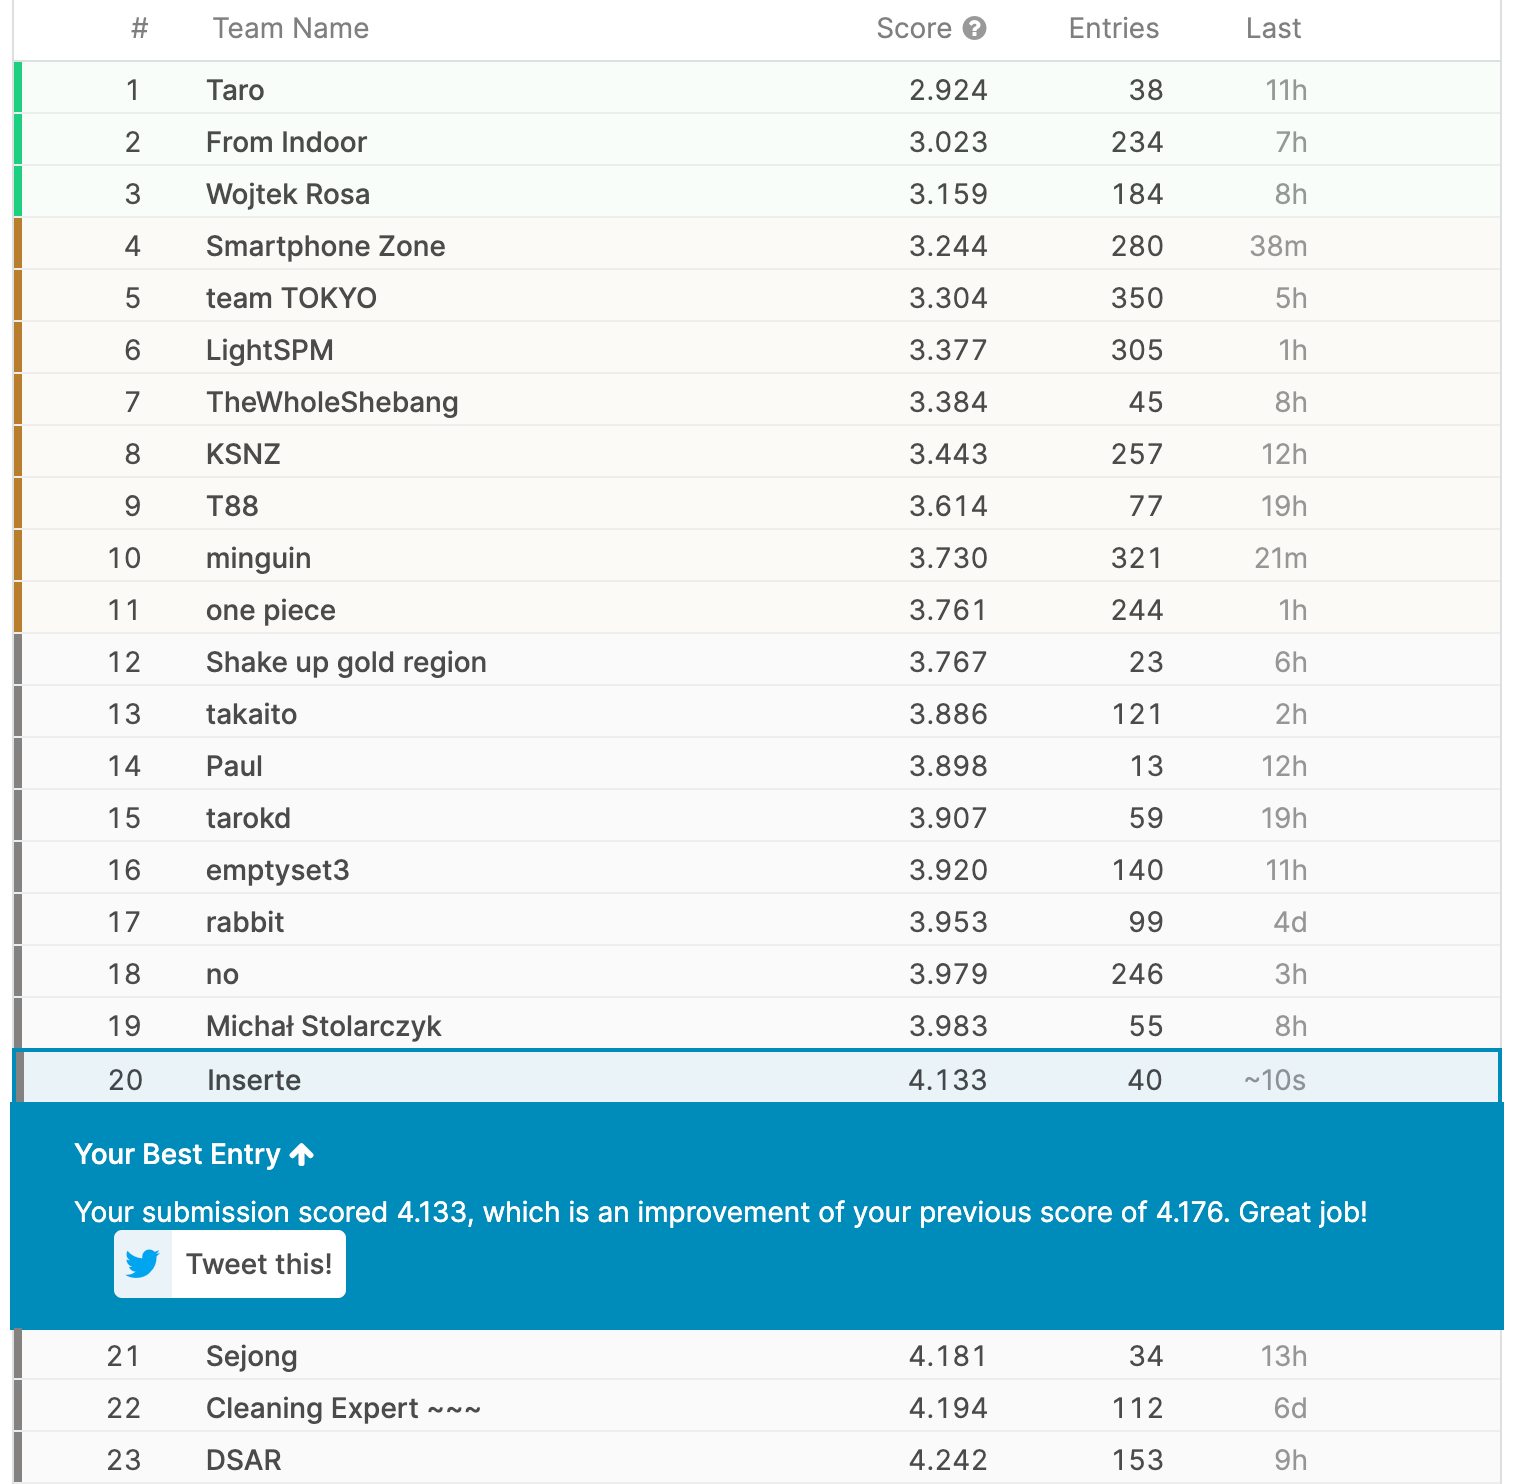 # Team Name Score ? Entries Last
1 Taro 2.924 38 11h
2 From Indoor 3.023 234 7h
3 Wojtek Rosa 3.159 184 8h
4 Smartphone Zone 3.244 280 38m
5 team TOKYO 3.304 350 5h
6 LightSPM 3.377 305 1h
7 TheWholeShebang 3.384 45 8h
8 KSNZ 3.443 257 12h
9 T88 3.614 77 19h
10 minguin 3.730 321 21m
11 one piece 3.761 244 1h
12 Shake up gold region 3.767 23 6h
13 takaito 3.886 121 2h
14 Paul 3.898 13 12h
15 tarokd 3.907 59 19h
16 emptyset3 3.920 140 11h
17 rabbit 3.953 99 4d
18 no 3.979 246 3h
19 Michał Stolarczyk 3.983 55 8h
20 Inserte 4.133 40 ~10s
Your Best Entry
Your submission scored 4.133, which is an improvement of your previous score of 4.176. Great job!
Tweet this!
21 Sejong 4.181 34 13h
22 Cleaning Expert ~~~ 4.194 112 6d
23 DSAR 4.242 153 9h